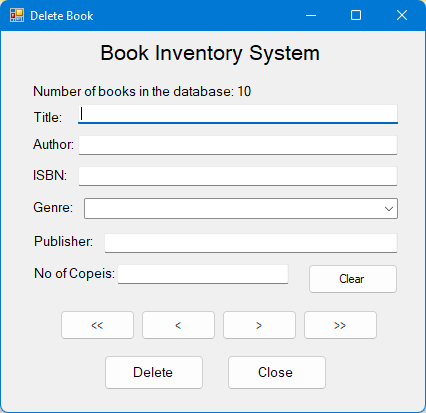 Delete Book
Book Inventory System
Number of books in the database: 10
Title:
Author:
ISBN:
Genre:
Publisher:
No of Copeis:
Clear
<< < > >>
Delete Close